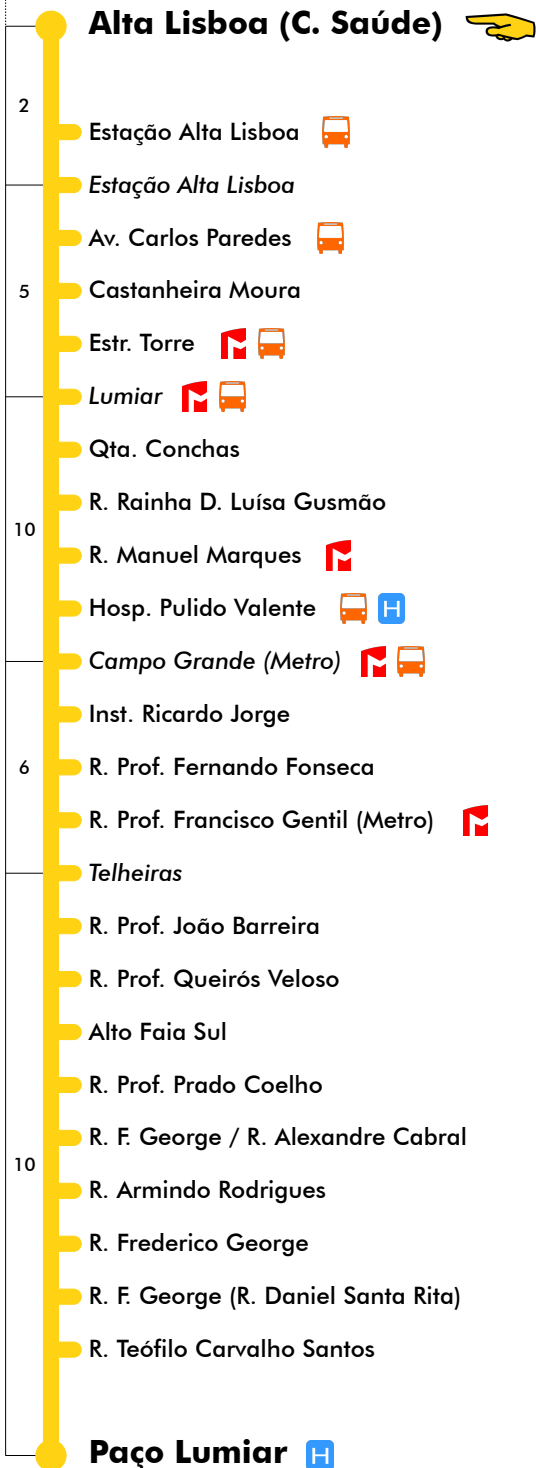 Alta Lisboa (C. Saúde)
2
Estação Alta Lisboa
Estação Alta Lisboa
Av. Carlos Paredes
5
Castanheira Moura
Estr. Torre
Lumiar
Qta. Conchas
R. Rainha D. Luísa Gusmão
10
R. Manuel Marques
Hosp. Pulido Valente H
Campo Grande (Metro)
Inst. Ricardo Jorge
6
R. Prof. Fernando Fonseca
R. Prof. Francisco Gentil (Metro)
Telheiras
R. Prof. João Barreira
R. Prof. Queirós Veloso
Alto Faia Sul
R. Prof. Prado Coelho
R. F. George / R. Alexandre Cabral
10
R. Armindo Rodrigues
R. Frederico George
R. F. George (R. Daniel Santa Rita)
R. Teófilo Carvalho Santos
Paço Lumiar H